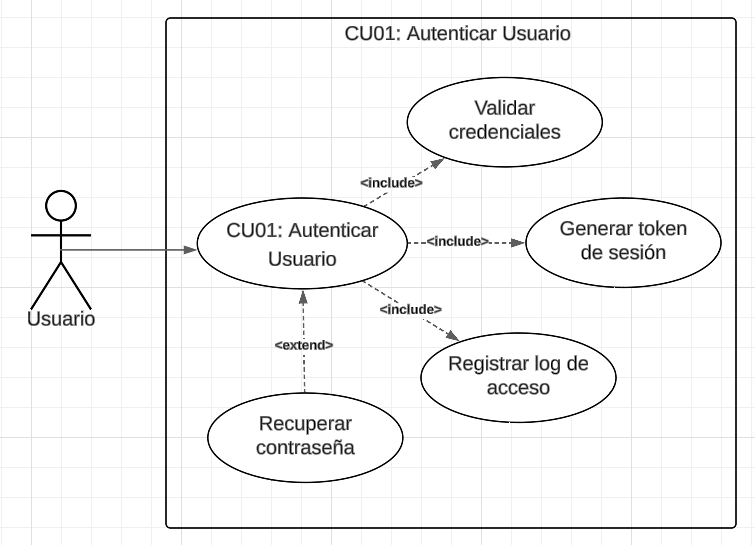 CU01: Autenticar Usuario
Validar
credenciales
<include>
CU01: Autenticar
Usuario
<include>
Generar token
de sesión
Usuario
<include>
<extend>
Registrar log de
acceso
Recuperar
contraseña